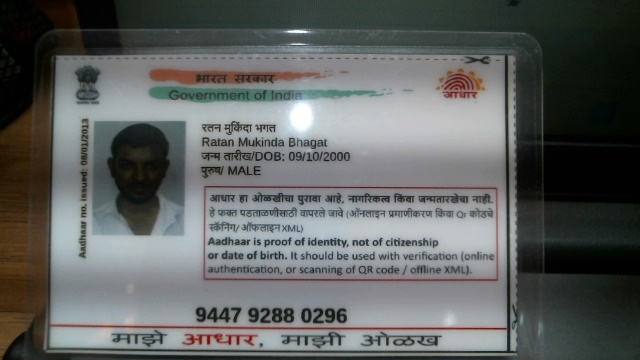 भारत सरकार
Government of India
आधार
Aadhaar no. issued: 08/01/2013
रतन मुकिंदा भगत
Ratan Mukinda Bhagat
जन्म तारीख/DOB: 09/10/2000
पुरुष/ MALE
आधार हा ओळखीचा पुरावा आहे, नागरिकत्व किंवा जन्मतारखेचा नाही.
हे फक्त पडताळणीसाठी वापरले जावे (ऑनलाइन प्रमाणीकरण किंवा Qr कोडचे
स्कॅनिंग/ ऑफलाइन XML)
Aadhaar is proof of identity, not of citizenship
or date of birth. It should be used with verification (online
authentication, or scanning of QR code / offline XML).
9447 9288 0296
माझे आधार, माझी ओळख